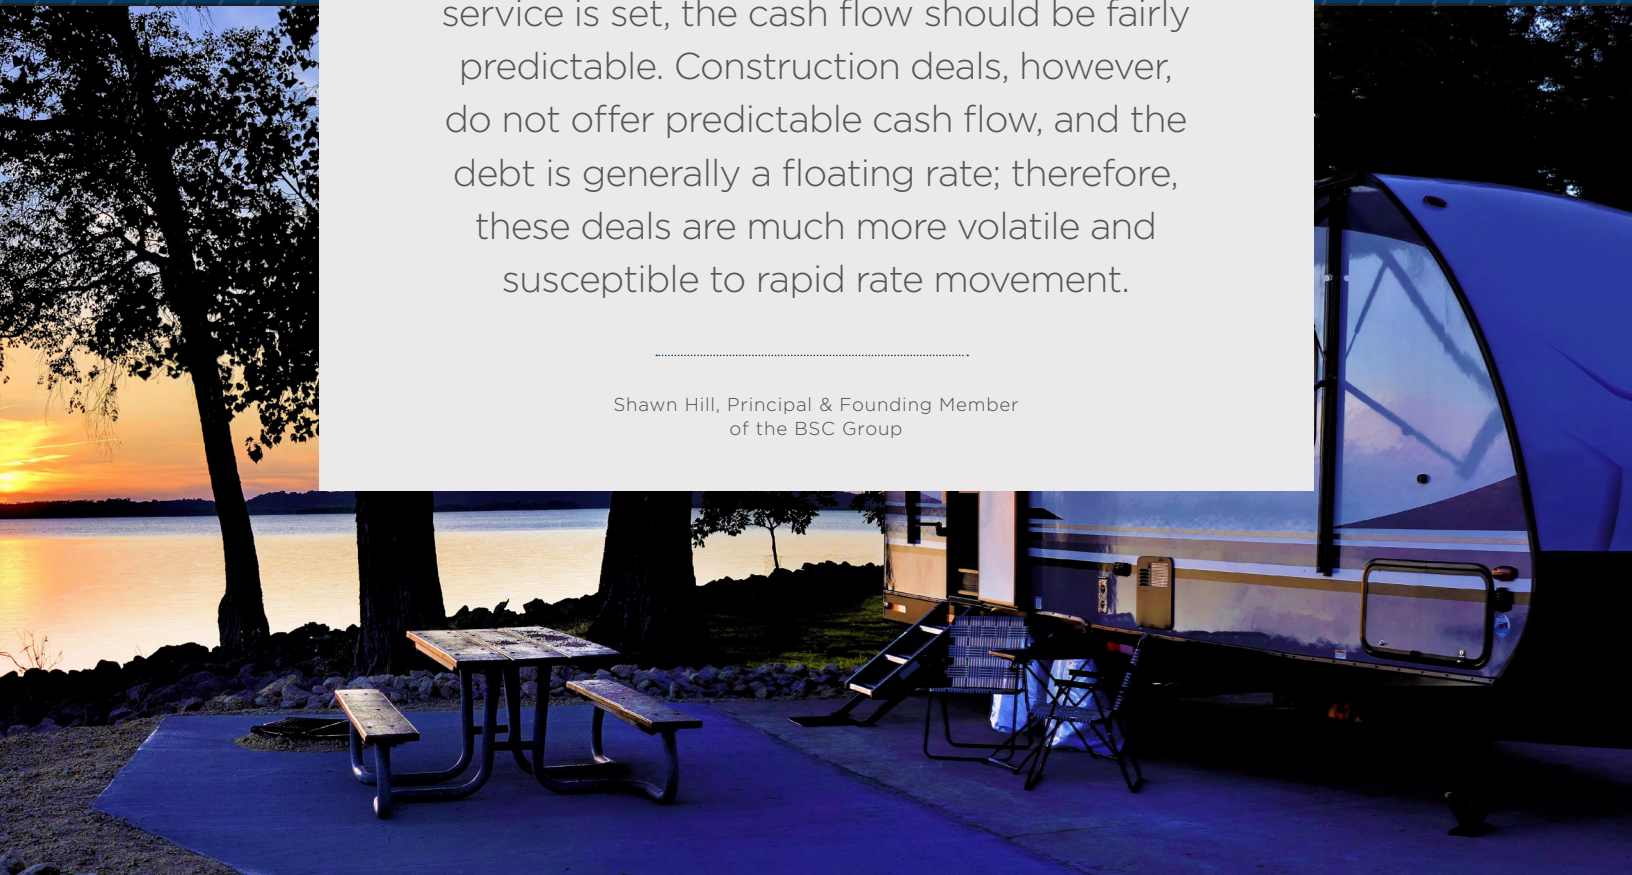 service is set, the cash flow should be fairly
predictable. Construction deals, however,
do not offer predictable cash flow, and the
debt is generally a floating rate; therefore,
these deals are much more volatile and
susceptible to rapid rate movement.
Shawn Hill, Principal & Founding Member
of the BSC Group